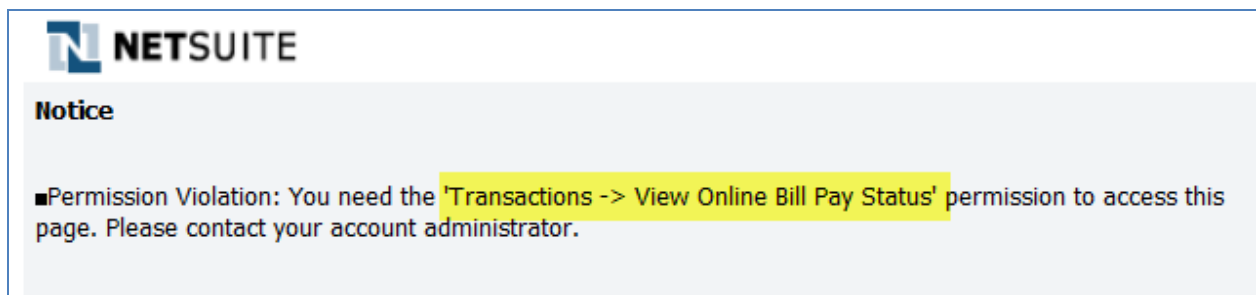 NETSUITE
Notice
■Permission Violation: You need the 'Transactions -> View Online Bill Pay Status' permission to access this
page. Please contact your account administrator.